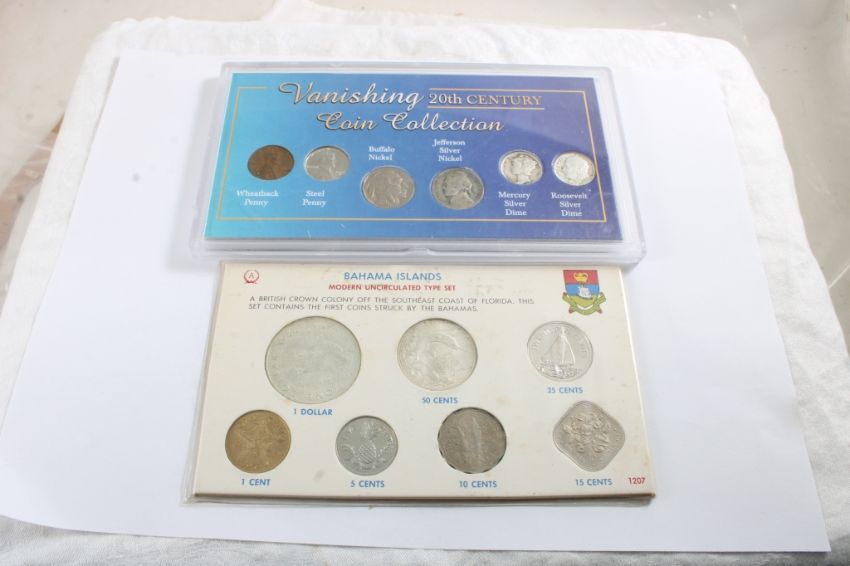 Vanishing 20th CENTURY
Coin Collection
Wheatback
Penny
Steel
Penny
Buffalo
Nickel
Jefferson
Silver
Nickel
Mercury
Silver
Dime
Roosevelt
Silver
Dime
A
BAHAMA ISLANDS
MODERN UNCIRCULATED TYPE SET
A BRITISH CROWN COLONY OFF THE SOUTHEAST COAST OF FLORIDA. THIS
SET CONTAINS THE FIRST COINS STRUCK BY THE BAHAMAS.
1 DOLLAR
50 CENTS
25 CENTS
1 CENT
5 CENTS
10 CENTS
15 CENTS
1207